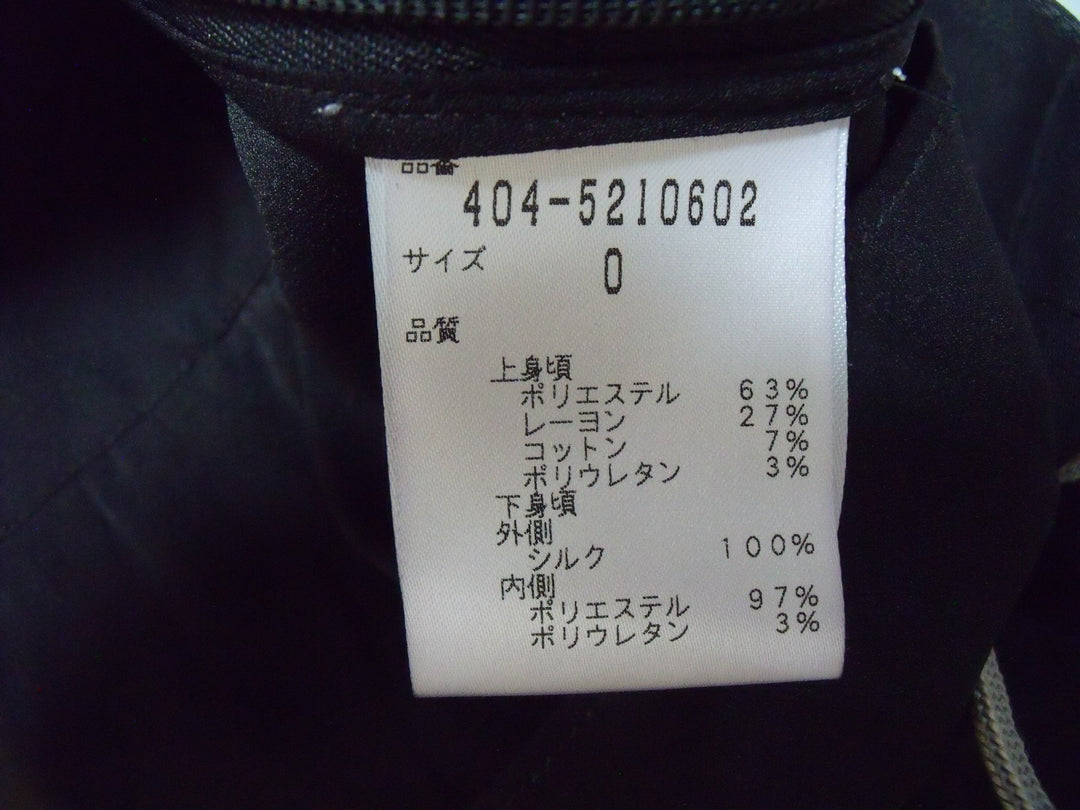 品番
404-5210602
サイズ 0
品質
上身頃
ポリエステル 63%
レーヨン 27%
コットン 7%
ポリウレタン 3%
下身頃
外側
シルク 100%
内側
ポリエステル 97%
ポリウレタン 3%